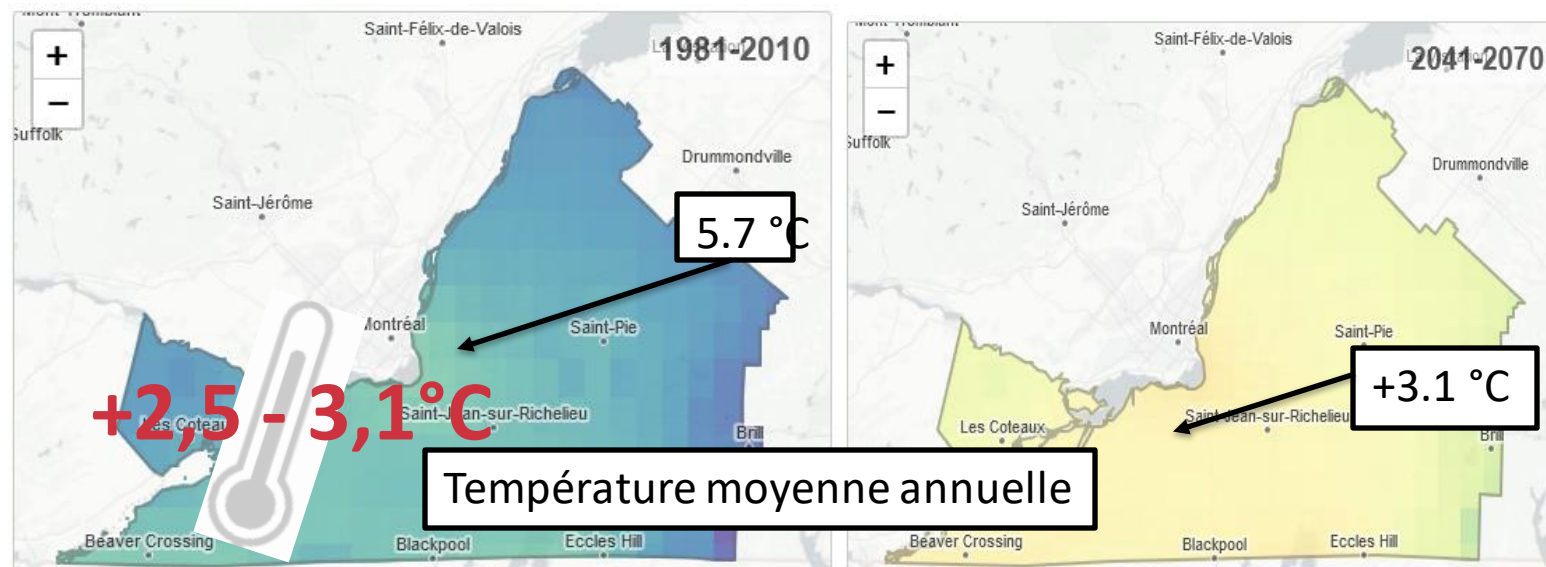 Saint-Félix-de-Valois
1981-2010
+
−
Suffolk
Drummondville
Saint-Jérôme
5.7 °C
Montréal
Saint-Pie
+2,5 - 3,1°C
Les Coteaux
Saint-Jean-sur-Richelieu
Brill
Température moyenne annuelle
Beaver Crossing
Blackpool
Eccles Hill
Saint-Félix-de-Valois
2041-2070
+
−
Suffolk
Drummondville
Saint-Jérôme
Montréal
Saint-Pie
+3.1 °C
Les Coteaux
Saint-Jean-sur-Richelieu
Brill
Beaver Crossing
Blackpool
Eccles Hill